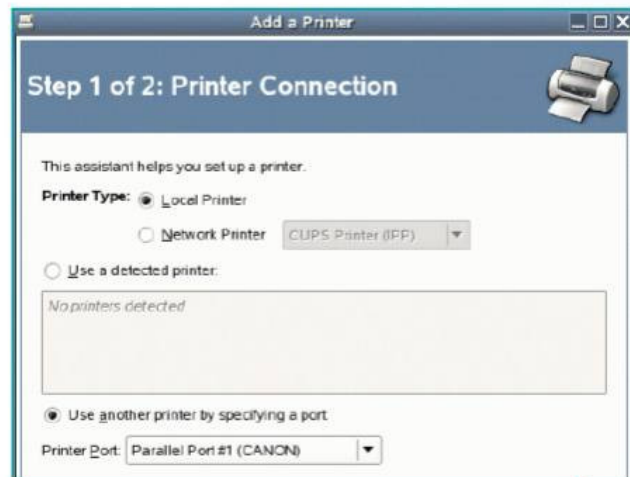 Add a Printer
Step 1 of 2: Printer Connection
This assistant helps you set up a printer.
Printer Type: Local Printer
Network Printer CUPS Printer (IPP)
Use a detected printer:
No printers detected
Use another printer by specifying a port
Printer Port: Parallel Port #1 (CANON)